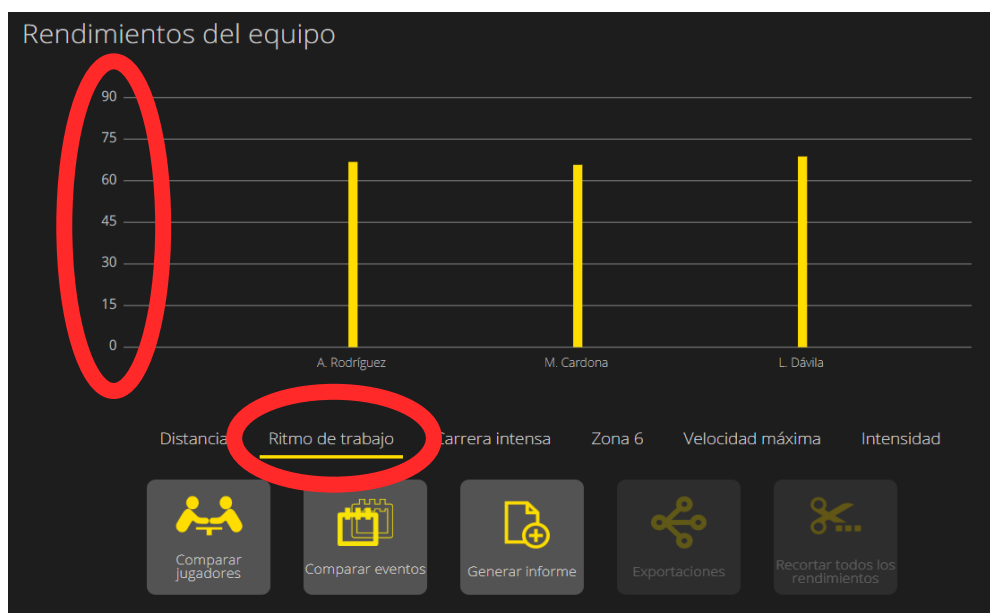 Rendimientos del equipo
90
75
60
45
30
15
0
A. Rodríguez M. Cardona L. Dávila
Distancia Ritmo de trabajo Carrera intensa Zona 6 Velocidad máxima Intensidad
Comparar
jugadores
Comparar eventos
Generar informe
Exportaciones
Recortar todos los
rendimientos